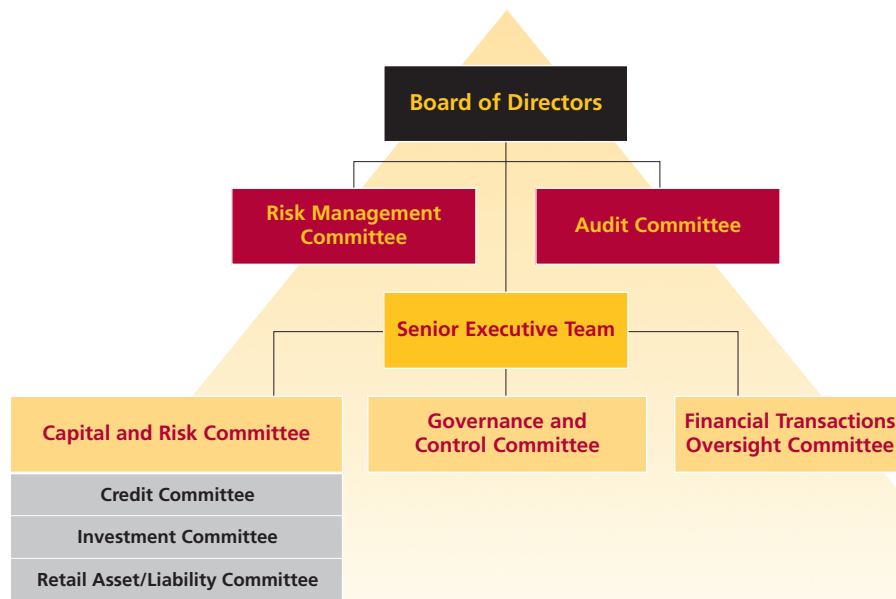 Board of Directors
Risk Management
Committee
Audit Committee
Senior Executive Team
Capital and Risk Committee
Governance and
Control Committee
Financial Transactions
Oversight Committee
Credit Committee
Investment Committee
Retail Asset/Liability Committee